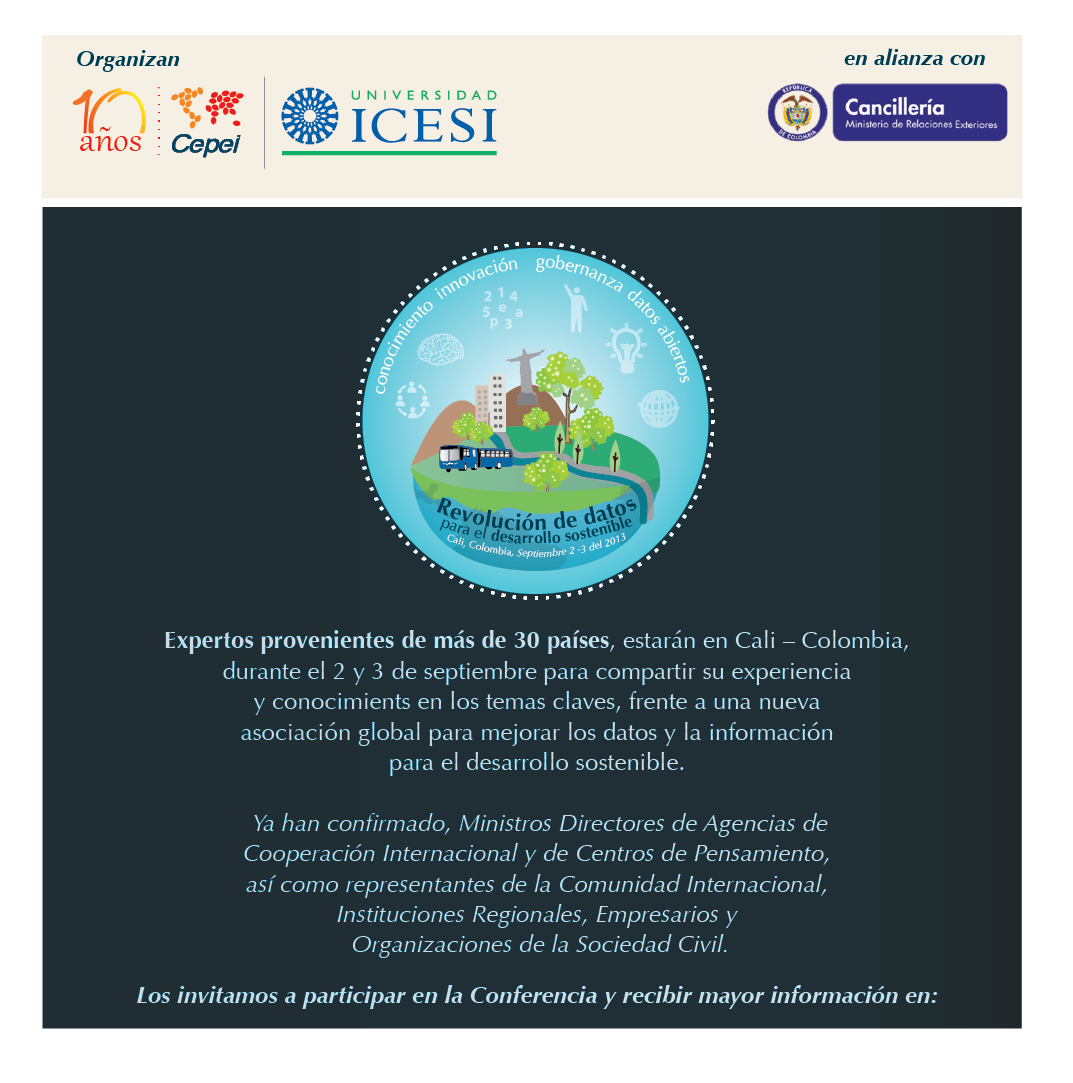 Organizan
en alianza con
10
años
Cepei
UNIVERSIDAD
ICESI
REPÚBLICA
DE COLOMBIA
Cancillería
Ministerio de Relaciones Exteriores
conocimiento innovación gobernanza datos abiertos
2 1 4
5 e a
p 3
Revolución de datos
para el desarrollo sostenible
Cali, Colombia, Septiembre 2 -3 del 2013
Expertos provenientes de más de 30 países, estarán en Cali – Colombia,
durante el 2 y 3 de septiembre para compartir su experiencia
y conocimients en los temas claves, frente a una nueva
asociación global para mejorar los datos y la información
para el desarrollo sostenible.
Ya han confirmado, Ministros Directores de Agencias de
Cooperación Internacional y de Centros de Pensamiento,
así como representantes de la Comunidad Internacional,
Instituciones Regionales, Empresarios y
Organizaciones de la Sociedad Civil.
Los invitamos a participar en la Conferencia y recibir mayor información en: